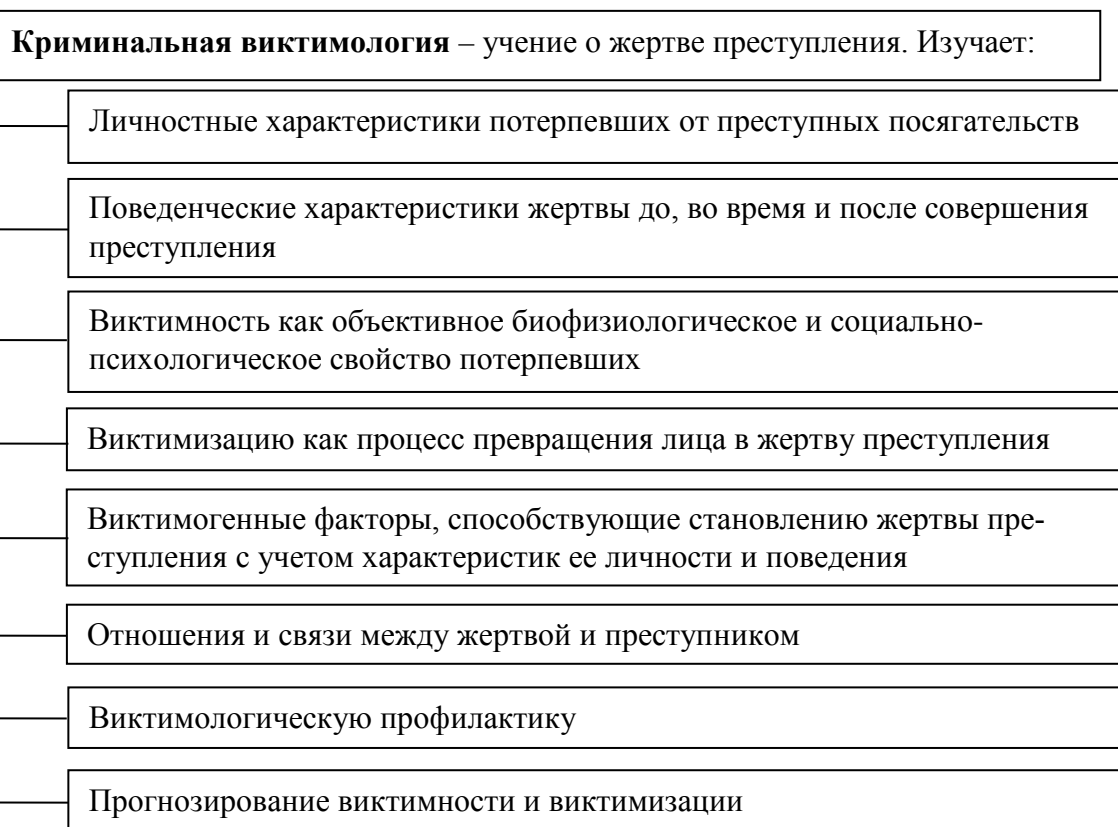 Криминальная виктимология – учение о жертве преступления. Изучает:
Личностные характеристики потерпевших от преступных посягательств
Поведенческие характеристики жертвы до, во время и после совершения
преступления
Виктимность как объективное биофизиологическое и социально-
психологическое свойство потерпевших
Виктимизацию как процесс превращения лица в жертву преступления
Виктимогенные факторы, способствующие становлению жертвы пре-
ступления с учетом характеристик ее личности и поведения
Отношения и связи между жертвой и преступником
Виктимологическую профилактику
Прогнозирование виктимности и виктимизации